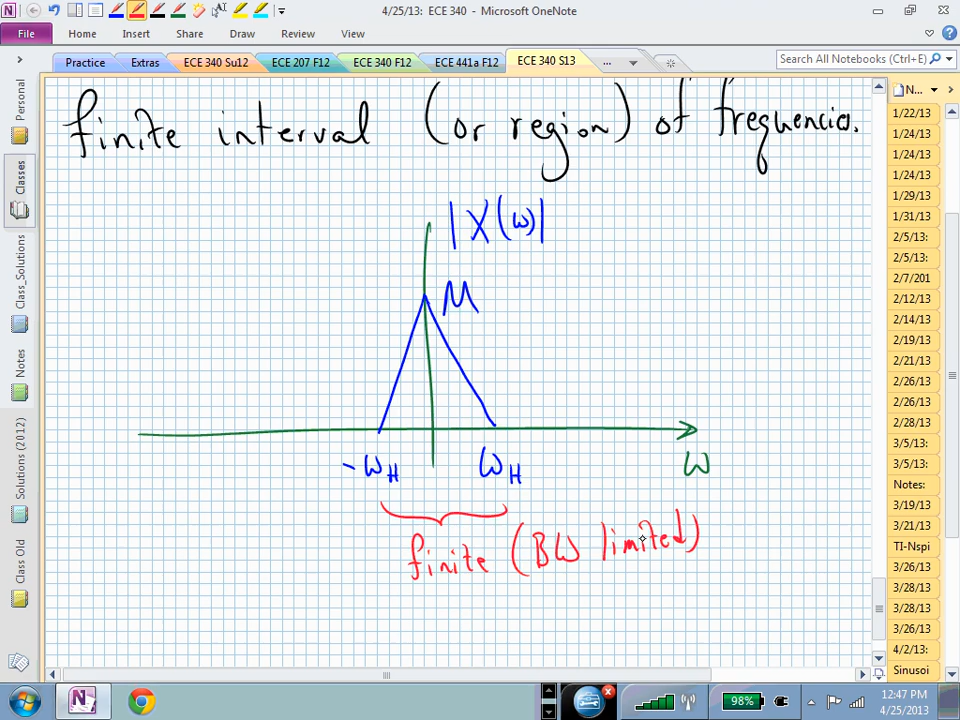 4/25/13: ECE 340 - Microsoft OneNote
File Home Insert Share Draw Review View
Practice Extras ECE 340 Su12 ECE 207 F12 ECE 340 F12 ECE 441a F12 ECE 340 S13 ... Search All Notebooks (Ctrl+E)
Personal
Classes
Class_Solutions
Notes
Solutions (2012)
Class Old
finite interval (or region) of frequencies.
|X(ω)|
M
-ωH ωH ω
finite (BW limited)
N...
1/22/13
1/24/13
1/24/13
1/24/13
1/29/13
1/31/13
2/5/13:
2/5/13:
2/7/201
2/12/13
2/14/13
2/19/13
2/21/13
2/26/13
2/26/13
3/5/13:
3/5/13:
Notes:
3/19/13
3/21/13
TI-Nspi
3/26/13
3/28/13
3/28/13
3/26/13
4/2/13:
Sinusoi
98%
12:47 PM
4/25/2013